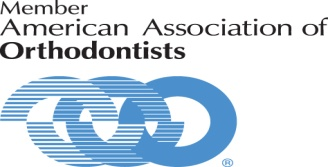 Member
American Association of
Orthodontists
®